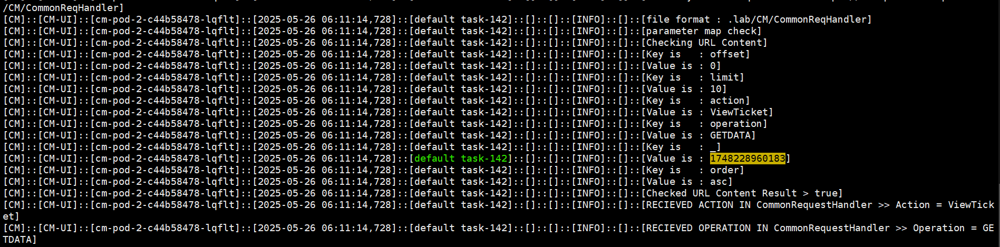 /CM/CommonReqHandler]
[CM]::[CM-UI]::[cm-pod-2-c44b58478-lqflt]::[2025-05-26 06:11:14,728]::[default task-142]::[]::[]::[INFO]::[]::[file format : .lab/CM/CommonReqHandler]
[CM]::[CM-UI]::[cm-pod-2-c44b58478-lqflt]::[2025-05-26 06:11:14,728]::[default task-142]::[]::[]::[INFO]::[]::[parameter map check]
[CM]::[CM-UI]::[cm-pod-2-c44b58478-lqflt]::[2025-05-26 06:11:14,728]::[default task-142]::[]::[]::[INFO]::[]::[Checking URL Content]
[CM]::[CM-UI]::[cm-pod-2-c44b58478-lqflt]::[2025-05-26 06:11:14,728]::[default task-142]::[]::[]::[INFO]::[]::[Key is   : offset]
[CM]::[CM-UI]::[cm-pod-2-c44b58478-lqflt]::[2025-05-26 06:11:14,728]::[default task-142]::[]::[]::[INFO]::[]::[Value is : 0]
[CM]::[CM-UI]::[cm-pod-2-c44b58478-lqflt]::[2025-05-26 06:11:14,728]::[default task-142]::[]::[]::[INFO]::[]::[Key is   : limit]
[CM]::[CM-UI]::[cm-pod-2-c44b58478-lqflt]::[2025-05-26 06:11:14,728]::[default task-142]::[]::[]::[INFO]::[]::[Value is : 10]
[CM]::[CM-UI]::[cm-pod-2-c44b58478-lqflt]::[2025-05-26 06:11:14,728]::[default task-142]::[]::[]::[INFO]::[]::[Key is   : action]
[CM]::[CM-UI]::[cm-pod-2-c44b58478-lqflt]::[2025-05-26 06:11:14,728]::[default task-142]::[]::[]::[INFO]::[]::[Value is : ViewTicket]
[CM]::[CM-UI]::[cm-pod-2-c44b58478-lqflt]::[2025-05-26 06:11:14,728]::[default task-142]::[]::[]::[INFO]::[]::[Key is   : operation]
[CM]::[CM-UI]::[cm-pod-2-c44b58478-lqflt]::[2025-05-26 06:11:14,728]::[default task-142]::[]::[]::[INFO]::[]::[Value is : GETDATA]
[CM]::[CM-UI]::[cm-pod-2-c44b58478-lqflt]::[2025-05-26 06:11:14,728]::[default task-142]::[]::[]::[INFO]::[]::[Key is   : _]
[CM]::[CM-UI]::[cm-pod-2-c44b58478-lqflt]::[2025-05-26 06:11:14,728]::[default task-142]::[]::[]::[INFO]::[]::[Value is : 1748228960183]
[CM]::[CM-UI]::[cm-pod-2-c44b58478-lqflt]::[2025-05-26 06:11:14,728]::[default task-142]::[]::[]::[INFO]::[]::[Key is   : order]
[CM]::[CM-UI]::[cm-pod-2-c44b58478-lqflt]::[2025-05-26 06:11:14,728]::[default task-142]::[]::[]::[INFO]::[]::[Value is : asc]
[CM]::[CM-UI]::[cm-pod-2-c44b58478-lqflt]::[2025-05-26 06:11:14,728]::[default task-142]::[]::[]::[INFO]::[]::[Checked URL Content Result > true]
[CM]::[CM-UI]::[cm-pod-2-c44b58478-lqflt]::[2025-05-26 06:11:14,728]::[default task-142]::[]::[]::[INFO]::[]::[RECIEVED ACTION IN CommonRequestHandler >> Action = ViewTick
et]
[CM]::[CM-UI]::[cm-pod-2-c44b58478-lqflt]::[2025-05-26 06:11:14,728]::[default task-142]::[]::[]::[INFO]::[]::[RECIEVED OPERATION IN CommonRequestHandler >> Operation = GE
TDATA]